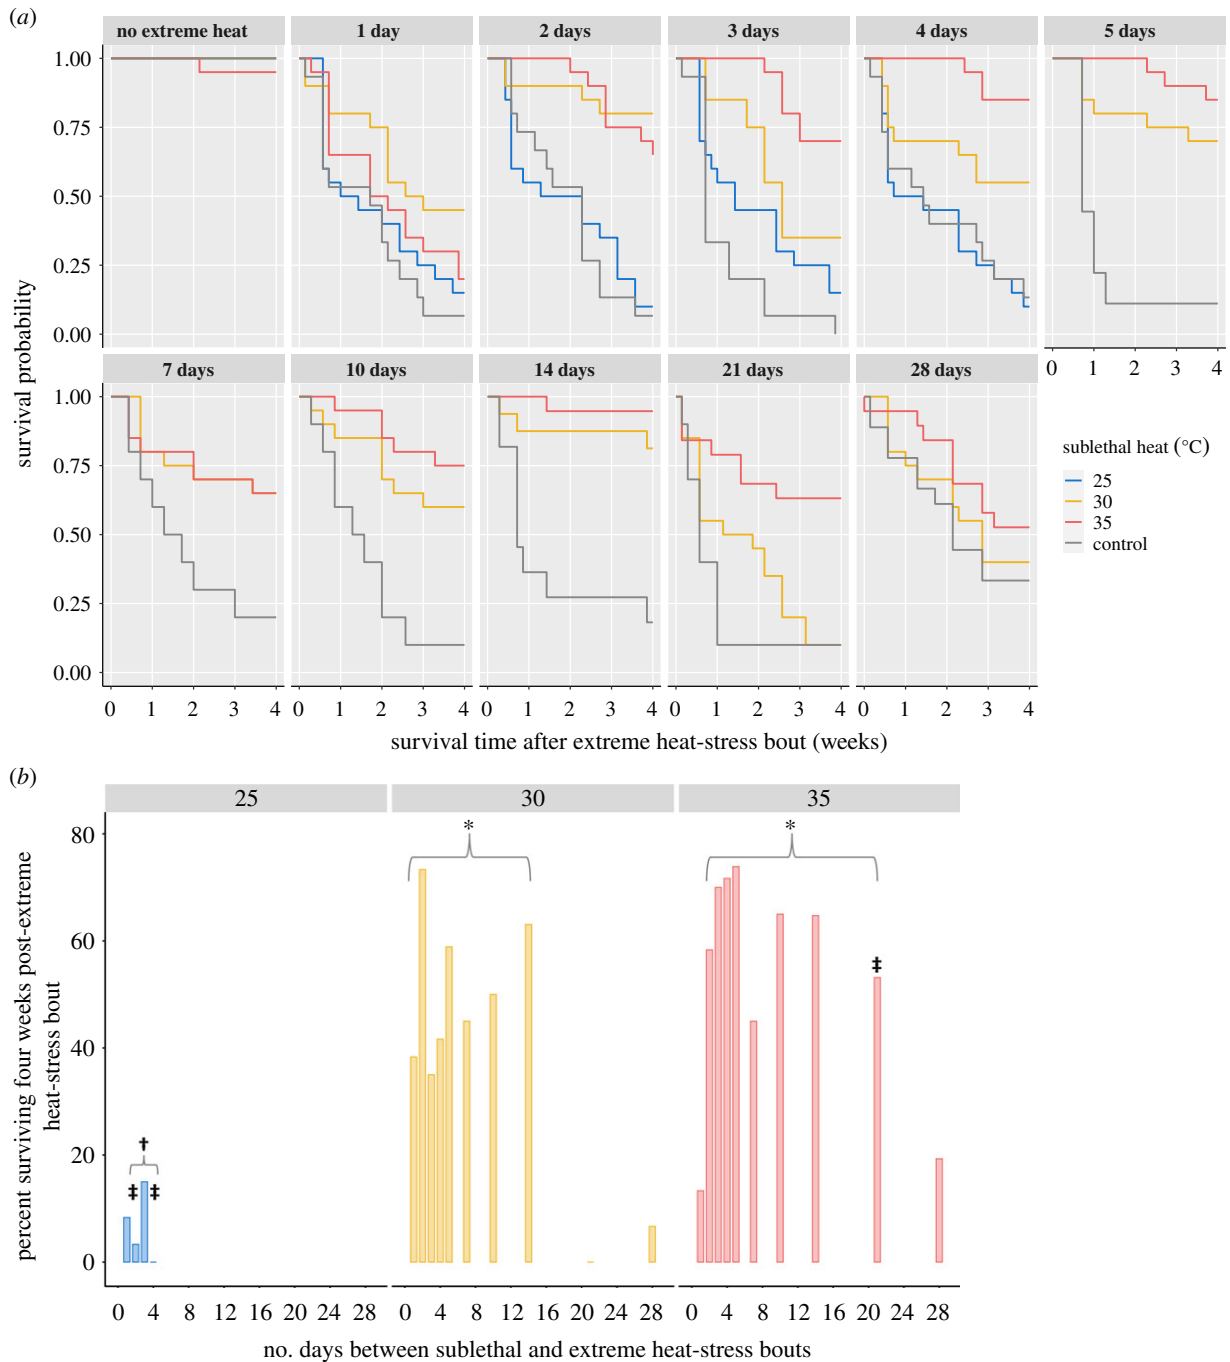 (a)
no extreme heat 1 day 2 days 3 days 4 days 5 days
1.00
0.75
0.50
0.25
0.00
0 1 2 3 4
7 days 10 days 14 days 21 days 28 days
1.00
0.75
0.50
0.25
0.00
0 1 2 3 4 0 1 2 3 4 0 1 2 3 4 0 1 2 3 4 0 1 2 3 4
survival probability
survival time after extreme heat-stress bout (weeks)
sublethal heat (°C)
25
30
35
control
(b)
25 30 35
80
60
40
20
0
* *
‡
†
‡ ‡
0 4 8 12 16 20 24 28 0 4 8 12 16 20 24 28 0 4 8 12 16 20 24 28
percent surviving four weeks post-extreme
heat-stress bout
no. days between sublethal and extreme heat-stress bouts